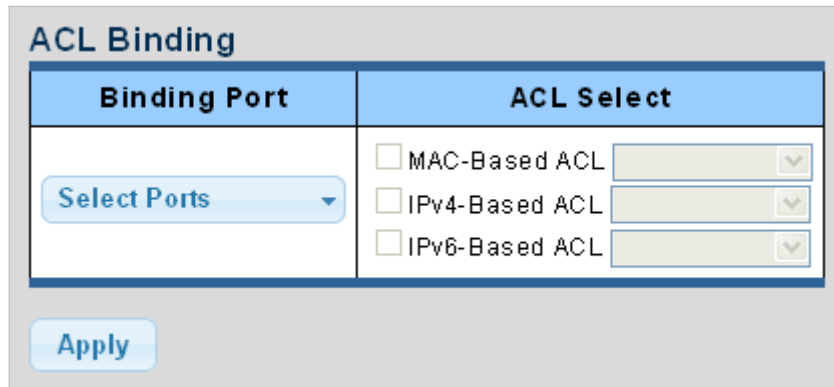 ACL Binding
Binding Port
ACL Select
Select Ports
MAC-Based ACL
IPv4-Based ACL
IPv6-Based ACL
Apply